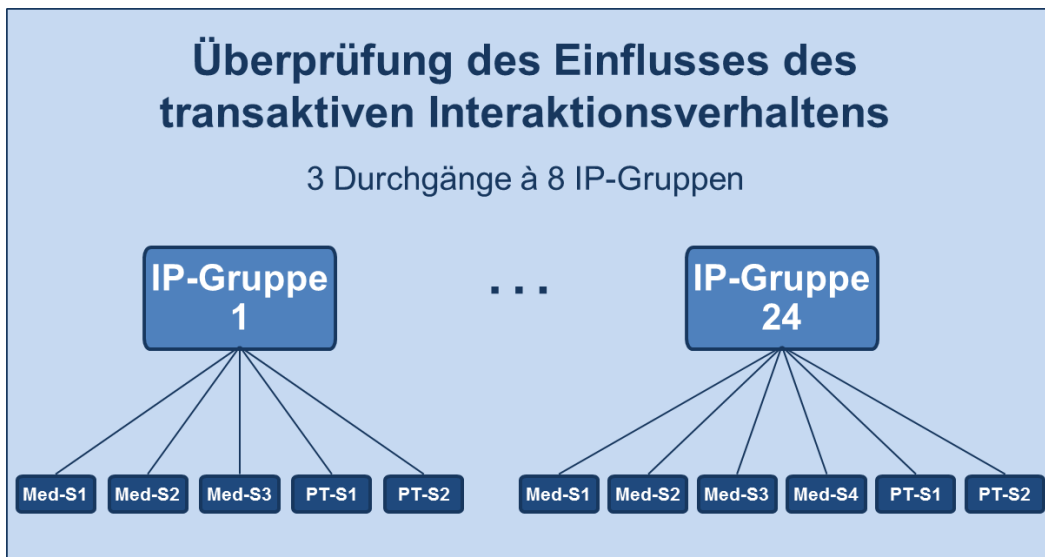 Überprüfung des Einflusses des
transaktiven Interaktionsverhaltens
3 Durchgänge à 8 IP-Gruppen
IP-Gruppe
1
...
IP-Gruppe
24
Med-S1 Med-S2 Med-S3 PT-S1 PT-S2
Med-S1 Med-S2 Med-S3 Med-S4 PT-S1 PT-S2